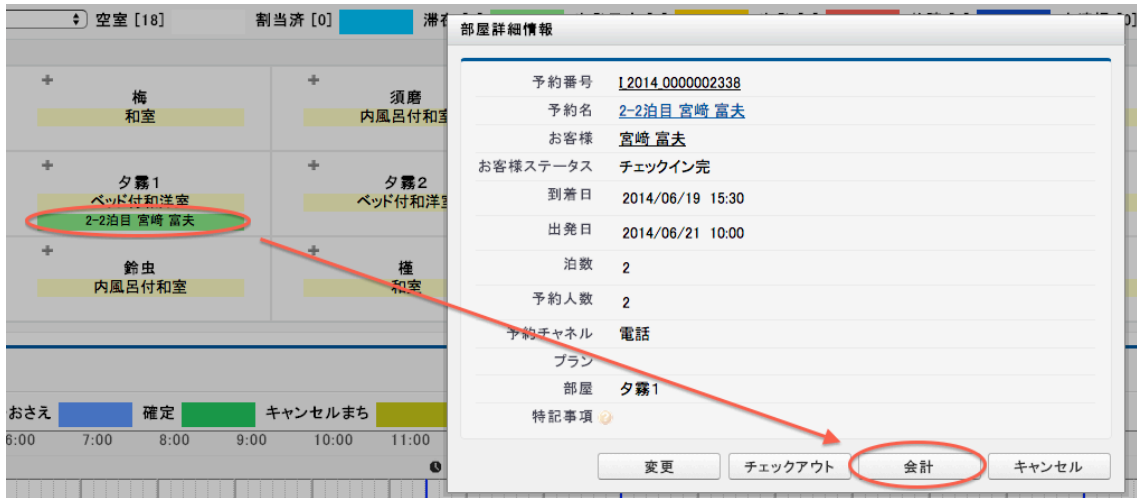 空室 [18]
割当済 [0]
滞在
部屋詳細情報
梅
和室
須磨
内風呂付和室
夕霧1
ベッド付和洋室
2-2泊目 宮﨑 富夫
夕霧2
ベッド付和洋室
鈴虫
内風呂付和室
槿
和室
おさえ
確定
キャンセルまち
6:00 7:00 8:00 9:00 10:00 11:00
予約番号 I_2014_0000002338
予約名 2-2泊目 宮﨑 富夫
お客様 宮﨑 富夫
お客様ステータス チェックイン完
到着日 2014/06/19 15:30
出発日 2014/06/21 10:00
泊数 2
予約人数 2
予約チャネル 電話
プラン
部屋 夕霧1
特記事項
変更 チェックアウト 会計 キャンセル